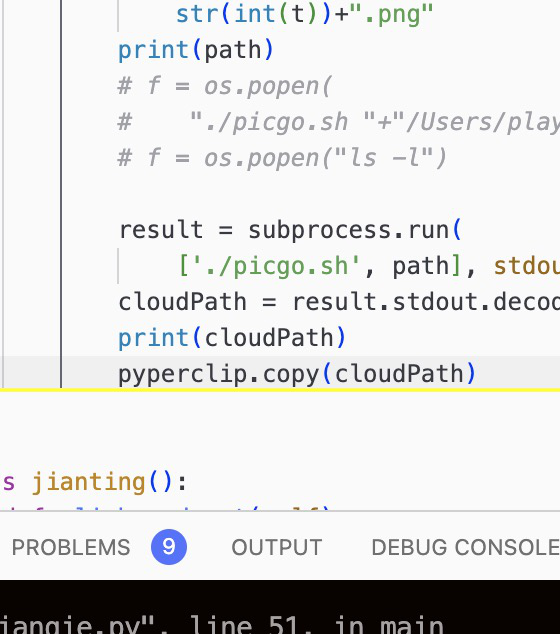 str(int(t))+".png"
print(path)
# f = os.popen(
#    "./picgo.sh "+"/Users/play
# f = os.popen("ls -l")
result = subprocess.run(
['./picgo.sh', path], stdou
cloudPath = result.stdout.decod
print(cloudPath)
pyperclip.copy(cloudPath)
s jianting():
PROBLEMS 9 OUTPUT DEBUG CONSOLE
iangie.py", line 51, in main